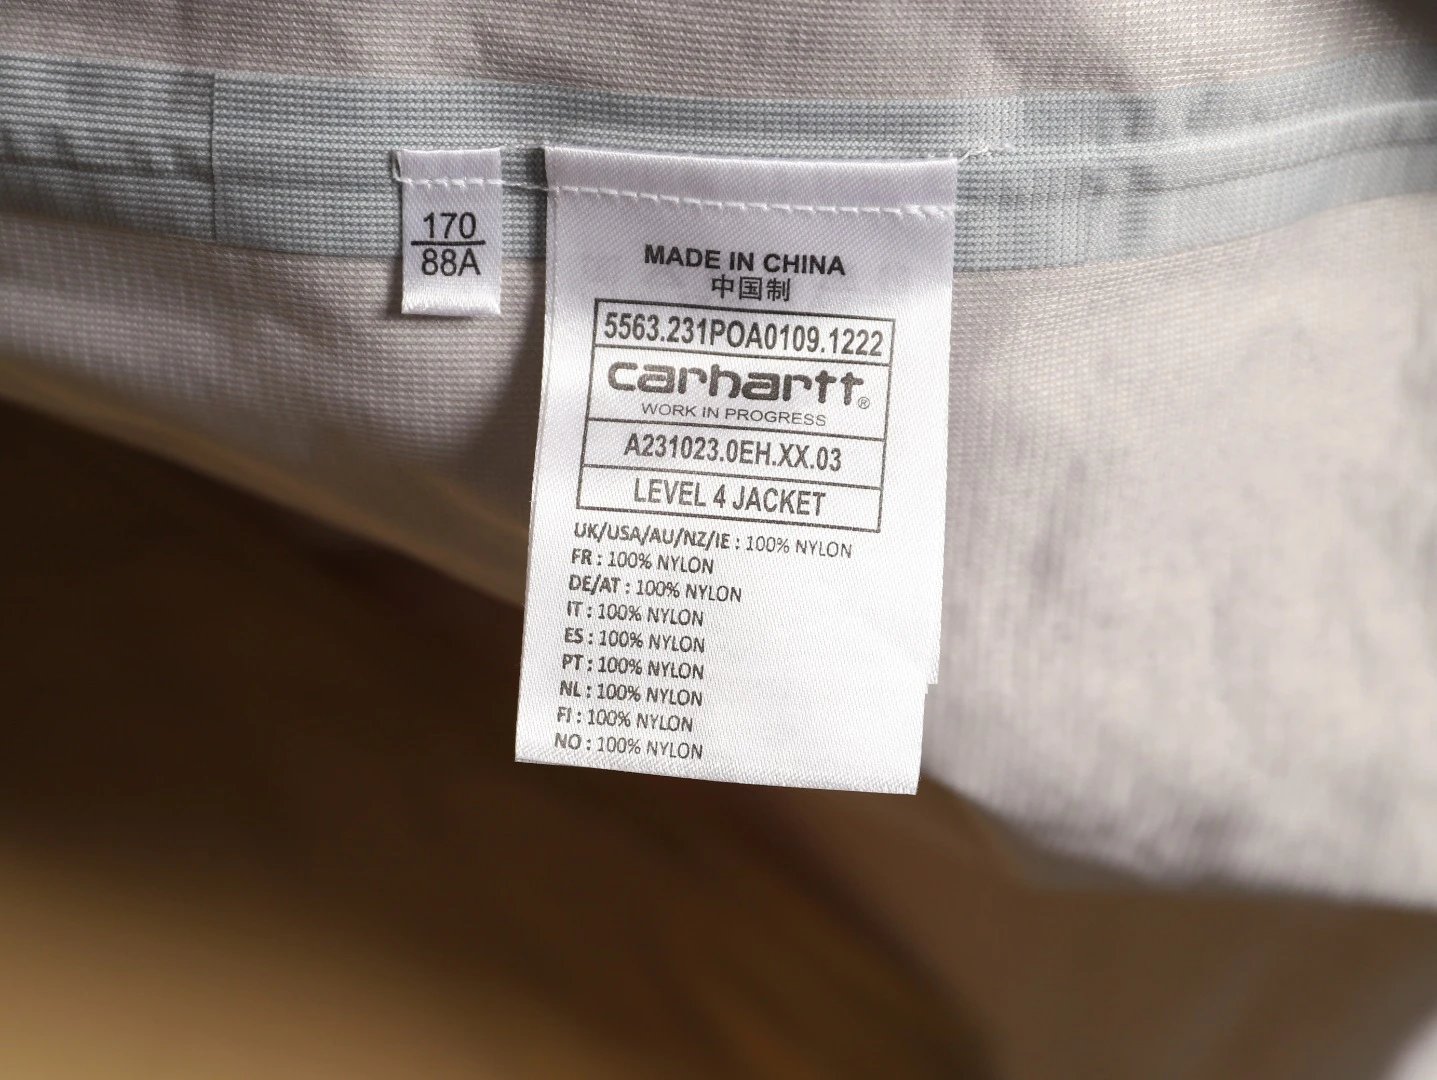 170
88A
MADE IN CHINA
中国制
5563.231POA0109.1222
carhartt®
WORK IN PROGRESS
A231023.0EH.XX.03
LEVEL 4 JACKET
UK/USA/AU/NZ/IE : 100% NYLON
FR : 100% NYLON
DE/AT : 100% NYLON
IT : 100% NYLON
ES : 100% NYLON
PT : 100% NYLON
NL : 100% NYLON
FI : 100% NYLON
NO : 100% NYLON